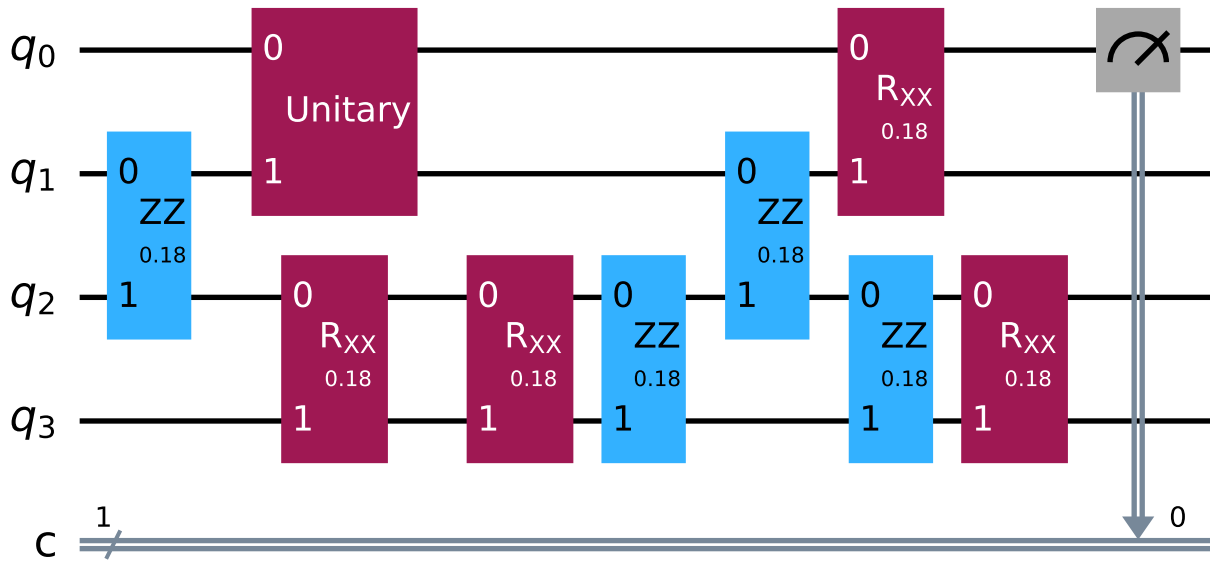 q0 0 0
Unitary RXX
0.18
q1 0 1 0 1
ZZ ZZ
0.18 0.18
q2 1 0 0 0 1 0 0
RXX RXX ZZ ZZ RXX
0.18 0.18 0.18 0.18 0.18
q3 1 1 1 1 1
1 0
c